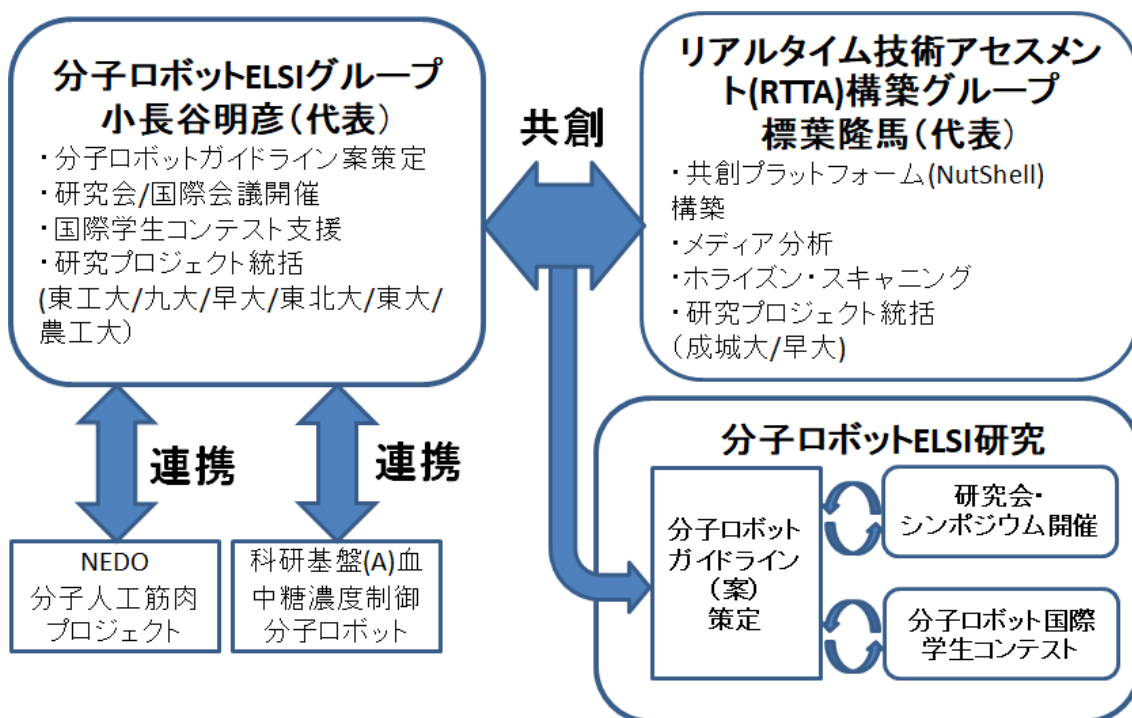 分子ロボットELSIグループ
小長谷明彦(代表)
・分子ロボットガイドライン案策定
・研究会/国際会議開催
・国際学生コンテスト支援
・研究プロジェクト統括
(東工大/九大/早大/東北大/東大/
農工大)
共創
リアルタイム技術アセスメン
ト(RTTA)構築グループ
標葉隆馬(代表)
・共創プラットフォーム(NutShell)
構築
・メディア分析
・ホライズン・スキャニング
・研究プロジェクト統括
(成城大/早大)
連携
連携
NEDO
分子人工筋肉
プロジェクト
科研基盤(A)血
中糖濃度制御
分子ロボット
分子ロボットELSI研究
分子ロボット
ガイドライン
(案)
策定
研究会・
シンポジウム開催
分子ロボット国際
学生コンテスト